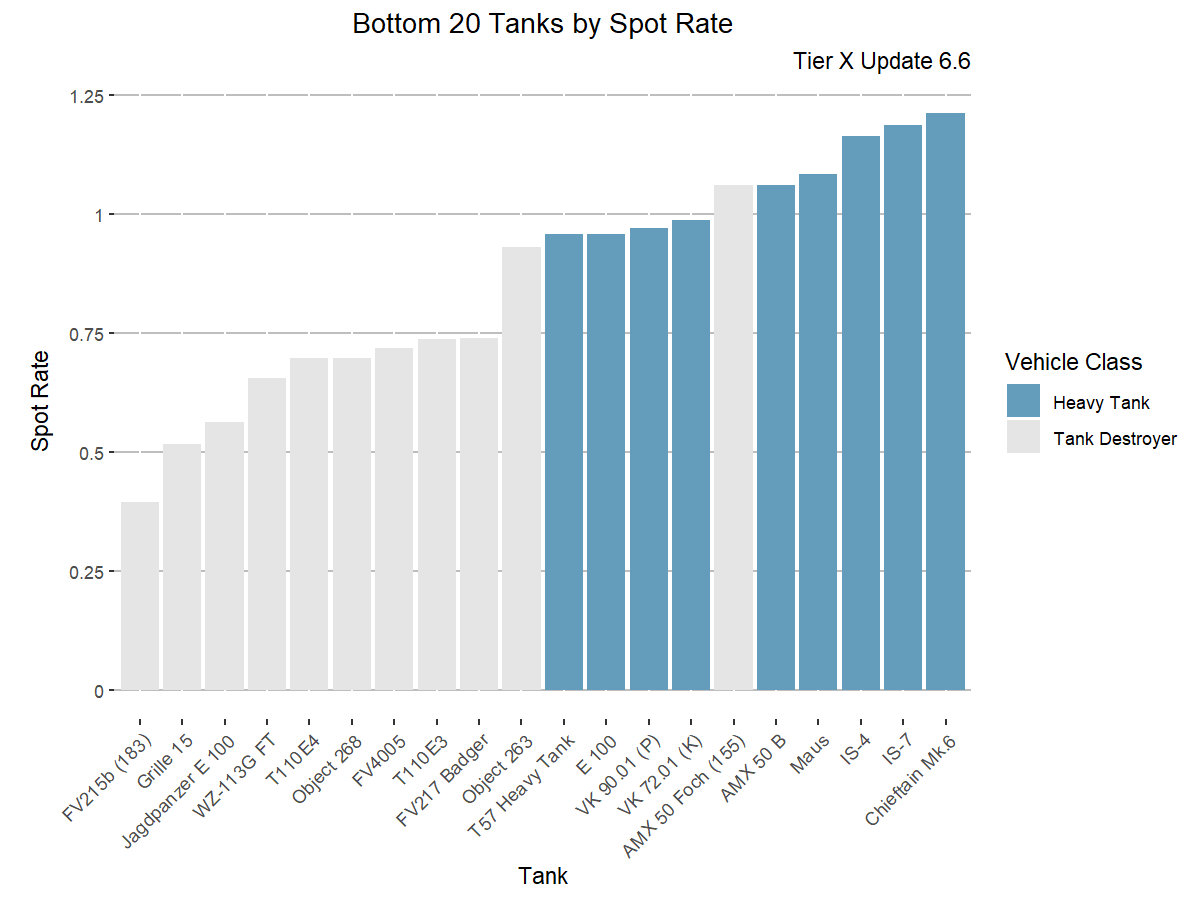 Bottom 20 Tanks by Spot Rate
Tier X Update 6.6
1.25
1
0.75
0.5
0.25
0
Spot Rate
FV215b (183)
Grille 15
Jagdpanzer E 100
WZ-113G FT
T110E4
Object 268
FV4005
T110E3
FV217 Badger
Object 263
T57 Heavy Tank
E 100
VK 90.01 (P)
VK 72.01 (K)
AMX 50 Foch (155)
AMX 50 B
Maus
IS-4
IS-7
Chieftain Mk.6
Tank
Vehicle Class
Heavy Tank
Tank Destroyer